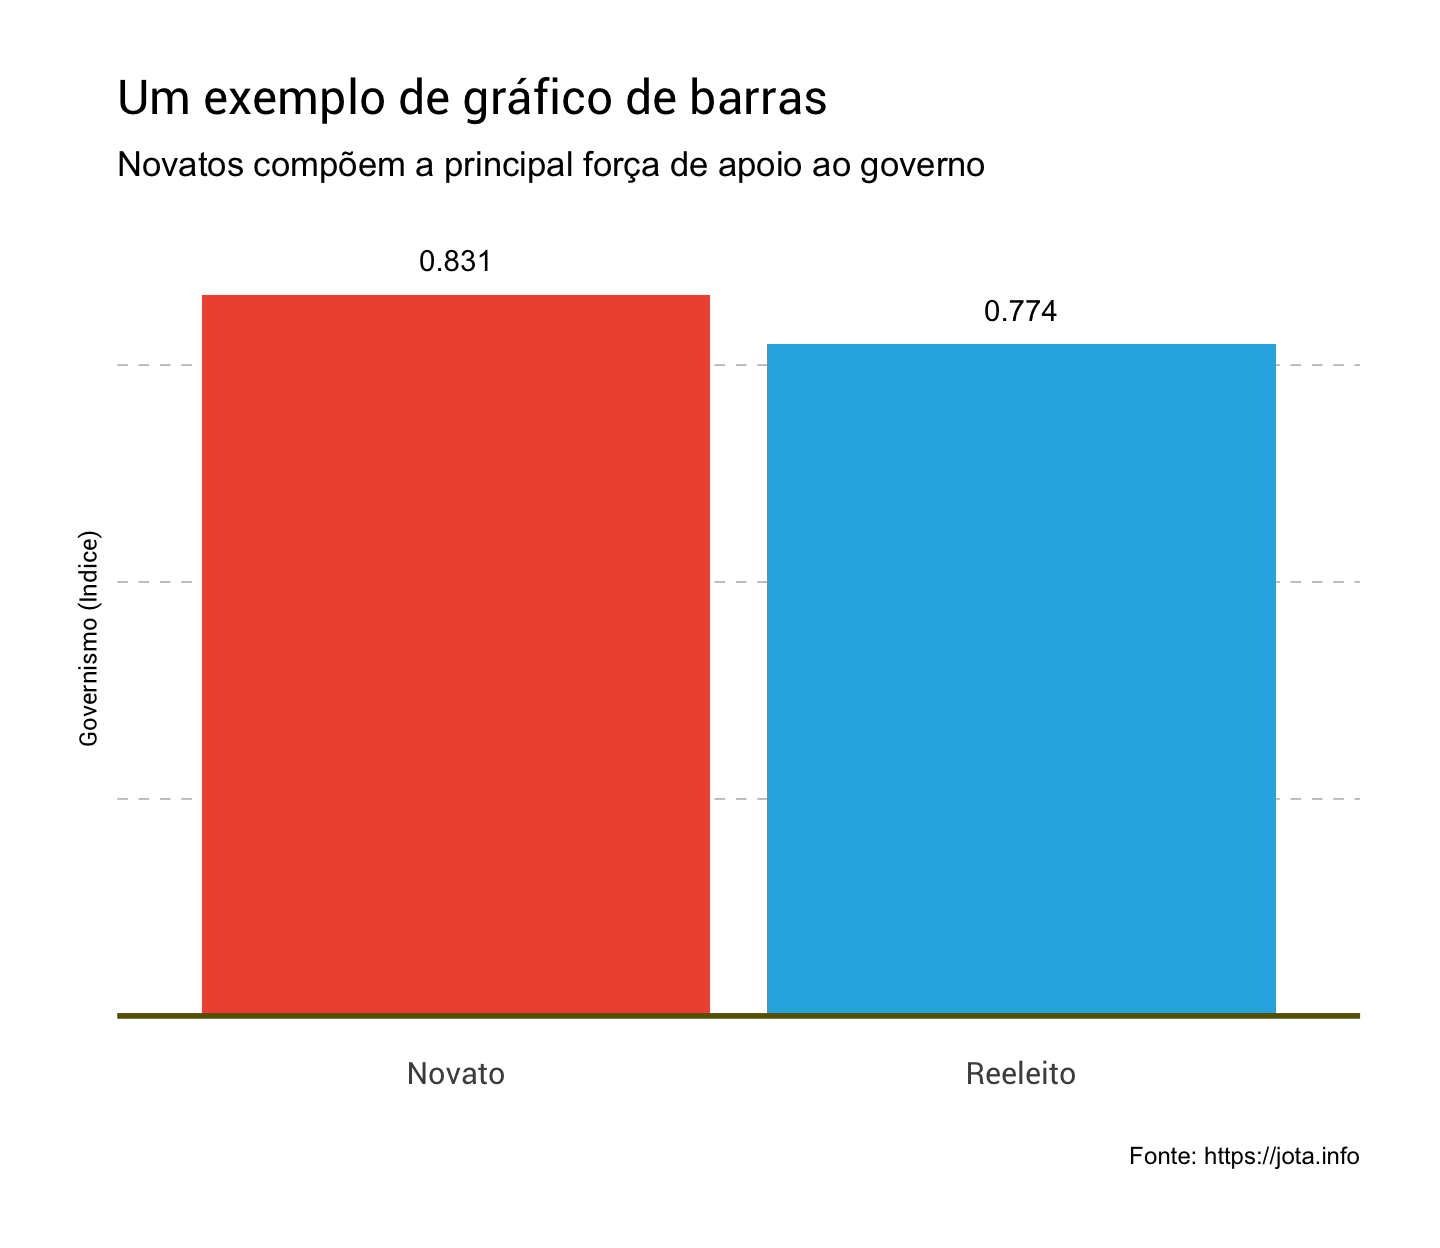 Um exemplo de gráfico de barras
Novatos compõem a principal força de apoio ao governo
0.831
0.774
Governismo (Indice)
Novato
Reeleito
Fonte: https://jota.info